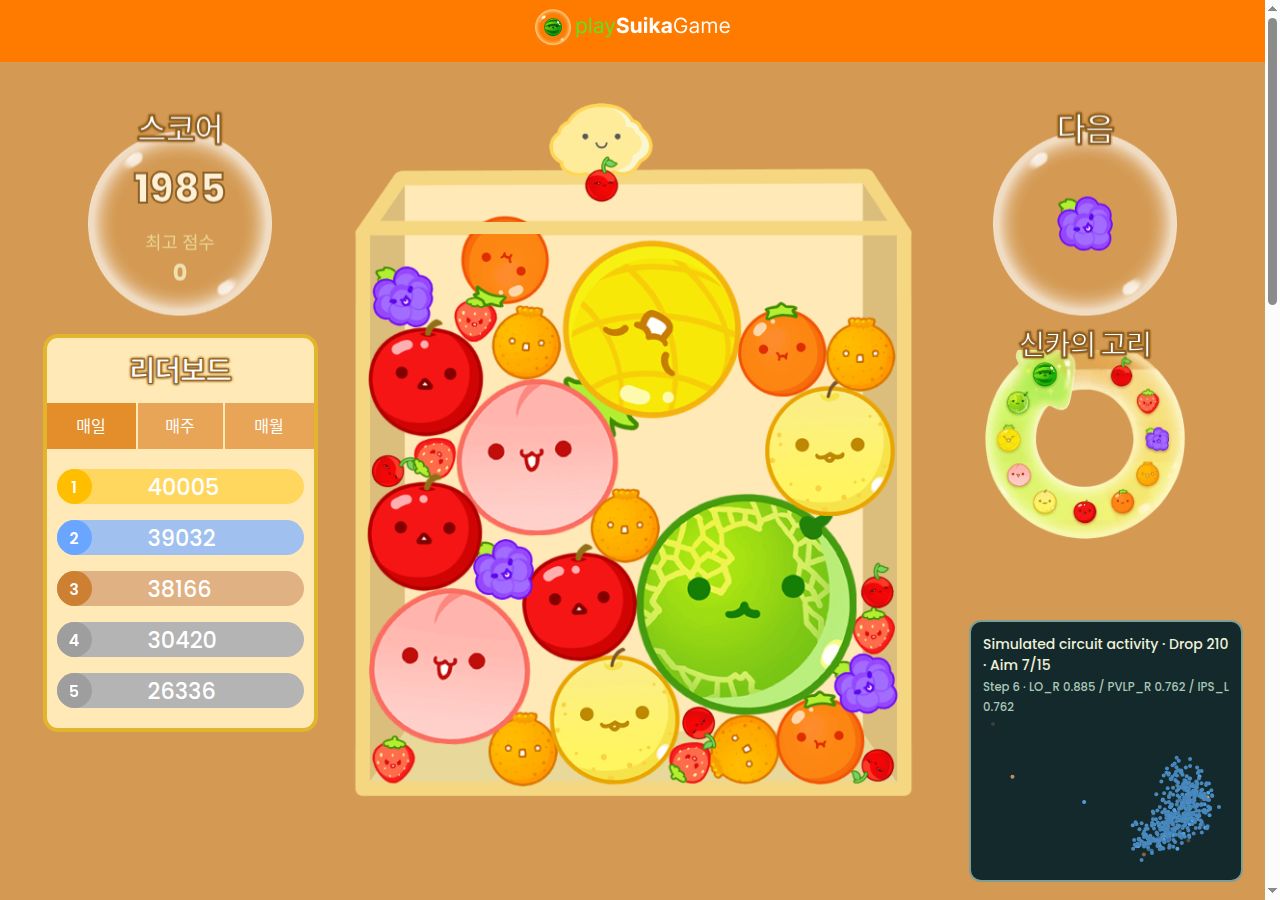 playSuikaGame
스코어
1985
최고 점수
0
다음
신카의 고리
리더보드
매일 매주 매월
1 40005
2 39032
3 38166
4 30420
5 26336
Simulated circuit activity · Drop 210
· Aim 7/15
Step 6 · LO_R 0.885 / PVLP_R 0.762 / IPS_L
0.762